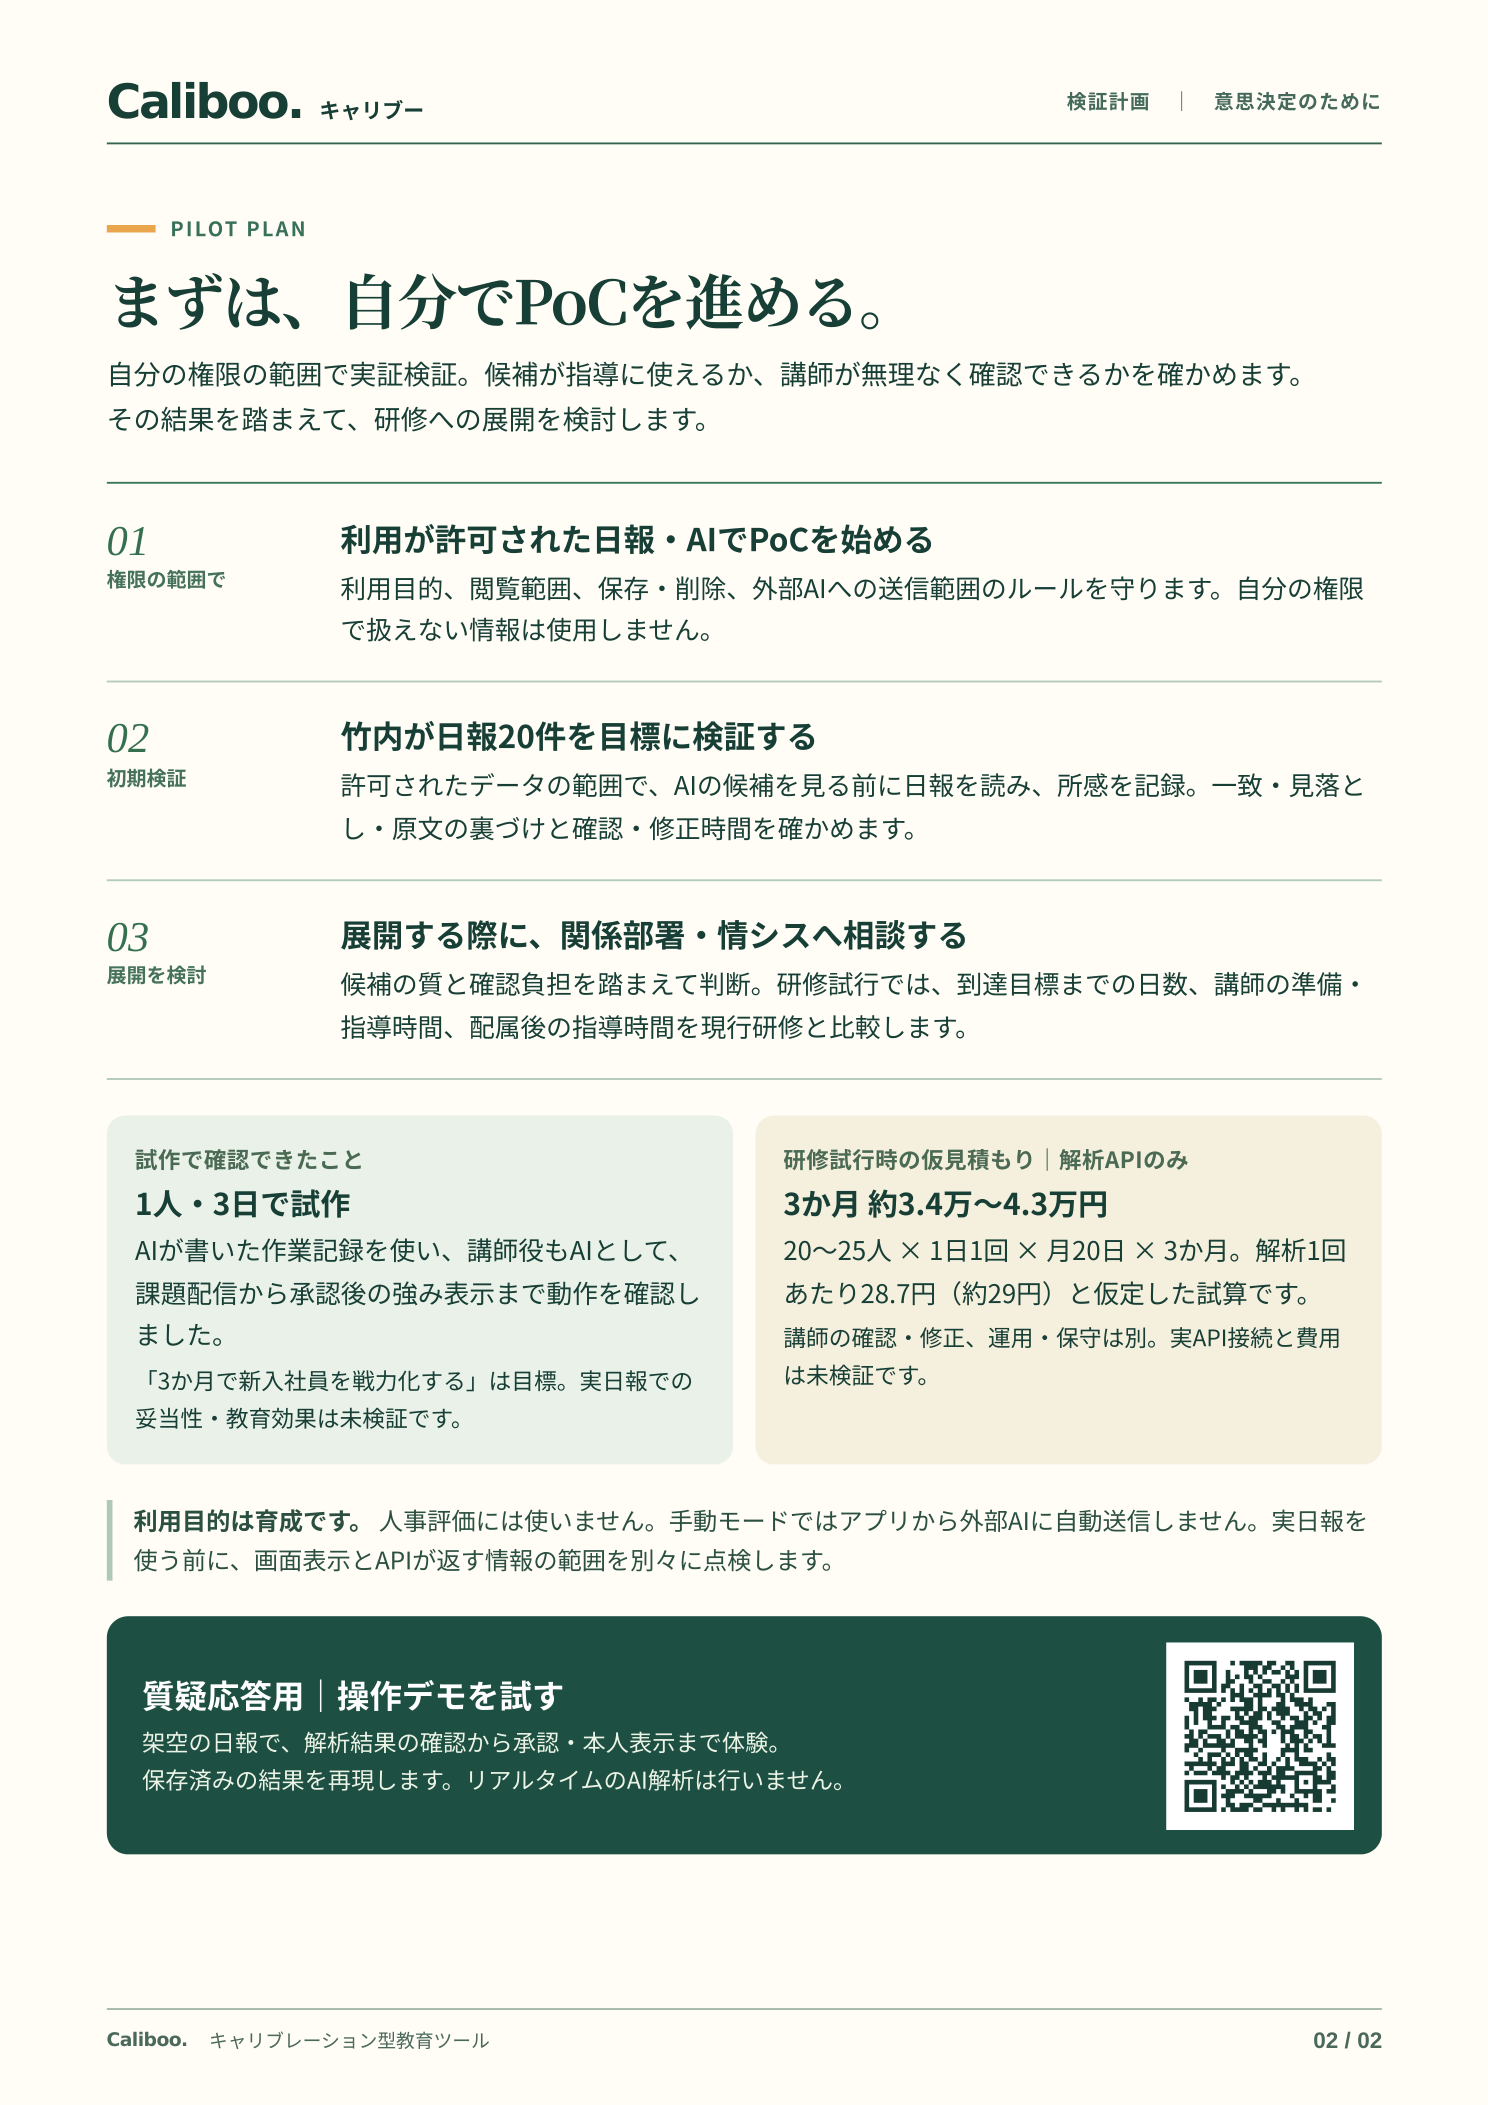 Caliboo. キャリブー
検証計画 | 意思決定のために
PILOT PLAN
まずは、自分でPoCを進める。
自分の権限の範囲で実証検証。候補が指導に使えるか、講師が無理なく確認できるかを確かめます。
その結果を踏まえて、研修への展開を検討します。
01
権限の範囲で
利用が許可された日報・AIでPoCを始める
利用目的、閲覧範囲、保存・削除、外部AIへの送信範囲のルールを守ります。自分の権限
で扱えない情報は使用しません。
02
初期検証
竹内が日報20件を目標に検証する
許可されたデータの範囲で、AIの候補を見る前に日報を読み、所感を記録。一致・見落と
し・原文の裏づけと確認・修正時間を確かめます。
03
展開を検討
展開する際に、関係部署・情シスへ相談する
候補の質と確認負担を踏まえて判断。研修試行では、到達目標までの日数、講師の準備・
指導時間、配属後の指導時間を現行研修と比較します。
試作で確認できたこと
1人・3日で試作
AIが書いた作業記録を使い、講師役もAIとして、
課題配信から承認後の強み表示まで動作を確認し
ました。
「3か月で新入社員を戦力化する」は目標。実日報での
妥当性・教育効果は未検証です。
研修試行時の仮見積もり｜解析APIのみ
3か月 約3.4万〜4.3万円
20〜25人 × 1日1回 × 月20日 × 3か月。解析1回
あたり28.7円（約29円）と仮定した試算です。
講師の確認・修正、運用・保守は別。実API接続と費用
は未検証です。
利用目的は育成です。 人事評価には使いません。手動モードではアプリから外部AIに自動送信しません。実日報を
使う前に、画面表示とAPIが返す情報の範囲を別々に点検します。
質疑応答用｜操作デモを試す
架空の日報で、解析結果の確認から承認・本人表示まで体験。
保存済みの結果を再現します。リアルタイムのAI解析は行いません。
Caliboo. キャリブレーション型教育ツール
02 / 02